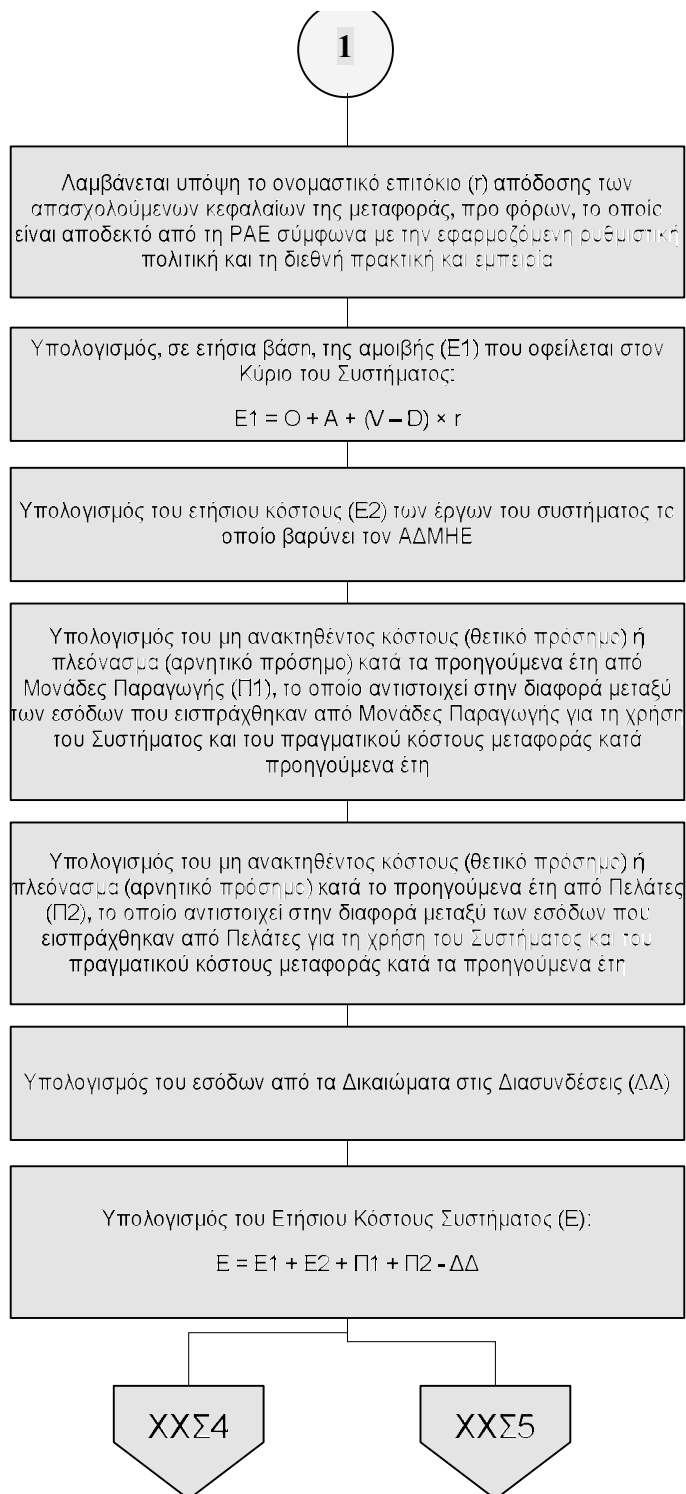 1
Λαμβάνεται υπόψη το ονομαστικό επιτόκιο (r) απόδοσης των
απασχολούμενων κεφαλαίων της μεταφοράς, προ φόρων, το οποίο
είναι αποδεκτό από τη ΡΑΕ σύμφωνα με την εφαρμοζόμενη ρυθμιστική
πολιτική και τη διεθνή πρακτική και εμπειρία
Υπολογισμός, σε ετήσια βάση, της αμοιβής (Ε1) που οφείλεται στον
Κύριο του Συστήματος:
Ε1 = Ο + Α + (V – D) × r
Υπολογισμός του ετήσιου κόστους (Ε2) των έργων του συστήματος το
οποίο βαρύνει τον ΑΔΜΗΕ
Υπολογισμός του μη ανακτηθέντος κόστους (θετικό πρόσημο) ή
πλεόνασμα (αρνητικό πρόσημο) κατά τα προηγούμενα έτη από
Μονάδες Παραγωγής (Π1), το οποίο αντιστοιχεί στην διαφορά μεταξύ
των εσόδων που εισπράχθηκαν από Μονάδες Παραγωγής για τη χρήση
του Συστήματος και του πραγματικού κόστους μεταφοράς κατά
προηγούμενα έτη
Υπολογισμός του μη ανακτηθέντος κόστους (θετικό πρόσημο) ή
πλεόνασμα (αρνητικό πρόσημο) κατά το προηγούμενα έτη από Πελάτες
(Π2), το οποίο αντιστοιχεί στην διαφορά μεταξύ των εσόδων που
εισπράχθηκαν από Πελάτες για τη χρήση του Συστήματος και του
πραγματικού κόστους μεταφοράς κατά τα προηγούμενα έτη
Υπολογισμός του εσόδων από τα Δικαιώματα στις Διασυνδέσεις (ΔΔ)
Υπολογισμός του Ετήσιου Κόστους Συστήματος (Ε):
Ε = Ε1 + Ε2 + Π1 + Π2 - ΔΔ
ΧΧΣ4 ΧΧΣ5